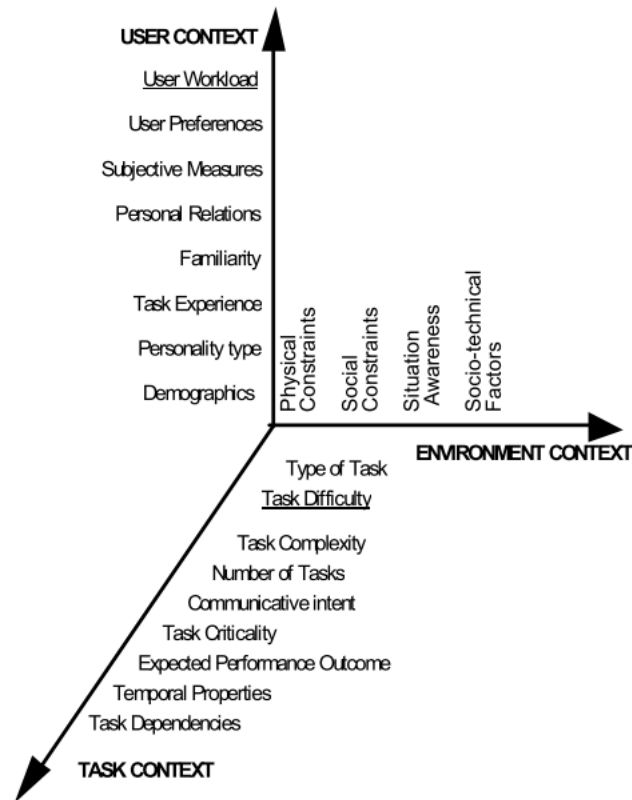 USER CONTEXT
User Workload
User Preferences
Subjective Measures
Personal Relations
Familiarity
Task Experience
Personality type
Demographics
Physical
Constraints
Social
Constraints
Situation
Awareness
Socio-technical
Factors
ENVIRONMENT CONTEXT
Type of Task
Task Difficulty
Task Complexity
Number of Tasks
Communicative intent
Task Criticality
Expected Performance Outcome
Temporal Properties
Task Dependencies
TASK CONTEXT